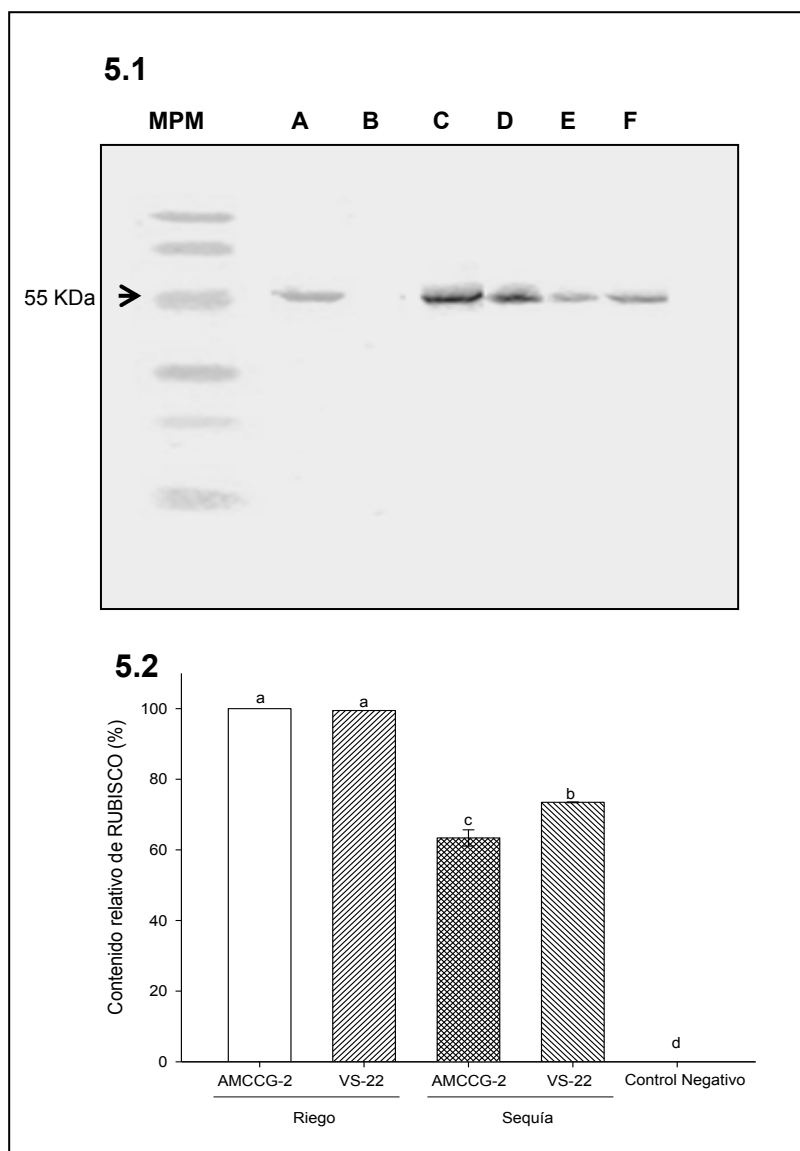 5.1
MPM A B C D E F
55 KDa
5.2
Contenido relativo de RUBISCO (%)
100
80
60
40
20
0
a a c b d
AMCCG-2 VS-22 AMCCG-2 VS-22 Control Negativo
Riego Sequía